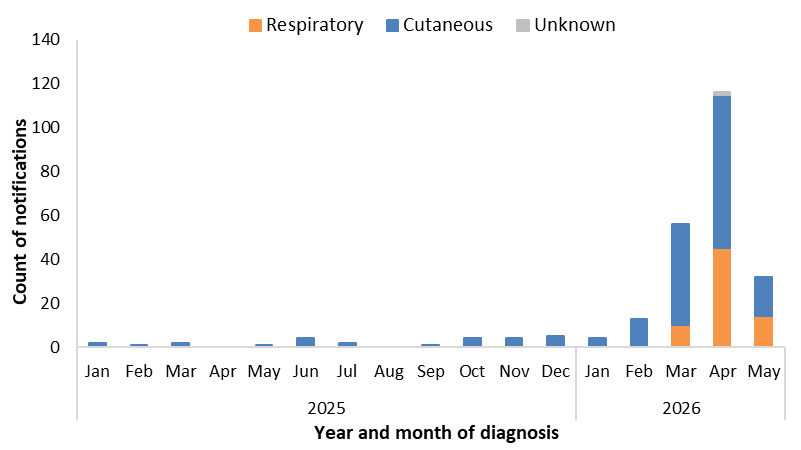 Respiratory Cutaneous Unknown
140
120
100
80
60
40
20
0
Count of notifications
Jan Feb Mar Apr May Jun Jul Aug Sep Oct Nov Dec Jan Feb Mar Apr May
2025 2026
Year and month of diagnosis